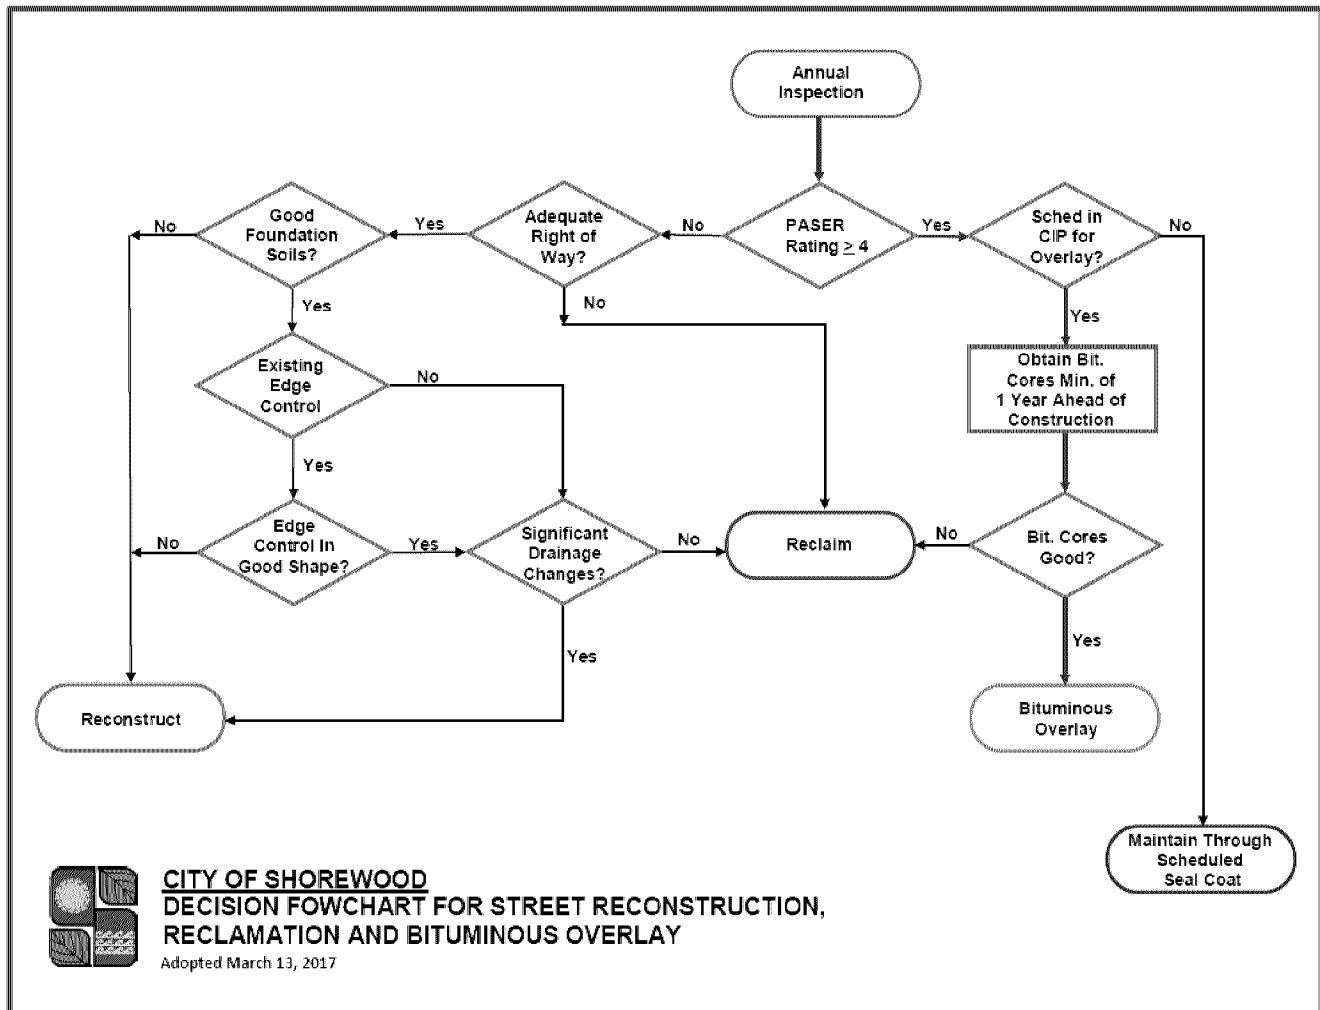 Annual
Inspection
No
Good
Foundation
Soils?
Yes
Adequate
Right of
Way?
No
PASER
Rating ≥ 4
Yes
Sched in
CIP for
Overlay?
No
Yes
No
Yes
Existing
Edge
Control
No
Obtain Bit.
Cores Min. of
1 Year Ahead of
Construction
Yes
No
Edge
Control In
Good Shape?
Yes
Significant
Drainage
Changes?
No
Reclaim
No
Bit. Cores
Good?
Yes
Yes
Reconstruct
Bituminous
Overlay
Maintain Through
Scheduled
Seal Coat
CITY OF SHOREWOOD
DECISION FOWCHART FOR STREET RECONSTRUCTION,
RECLAMATION AND BITUMINOUS OVERLAY
Adopted March 13, 2017